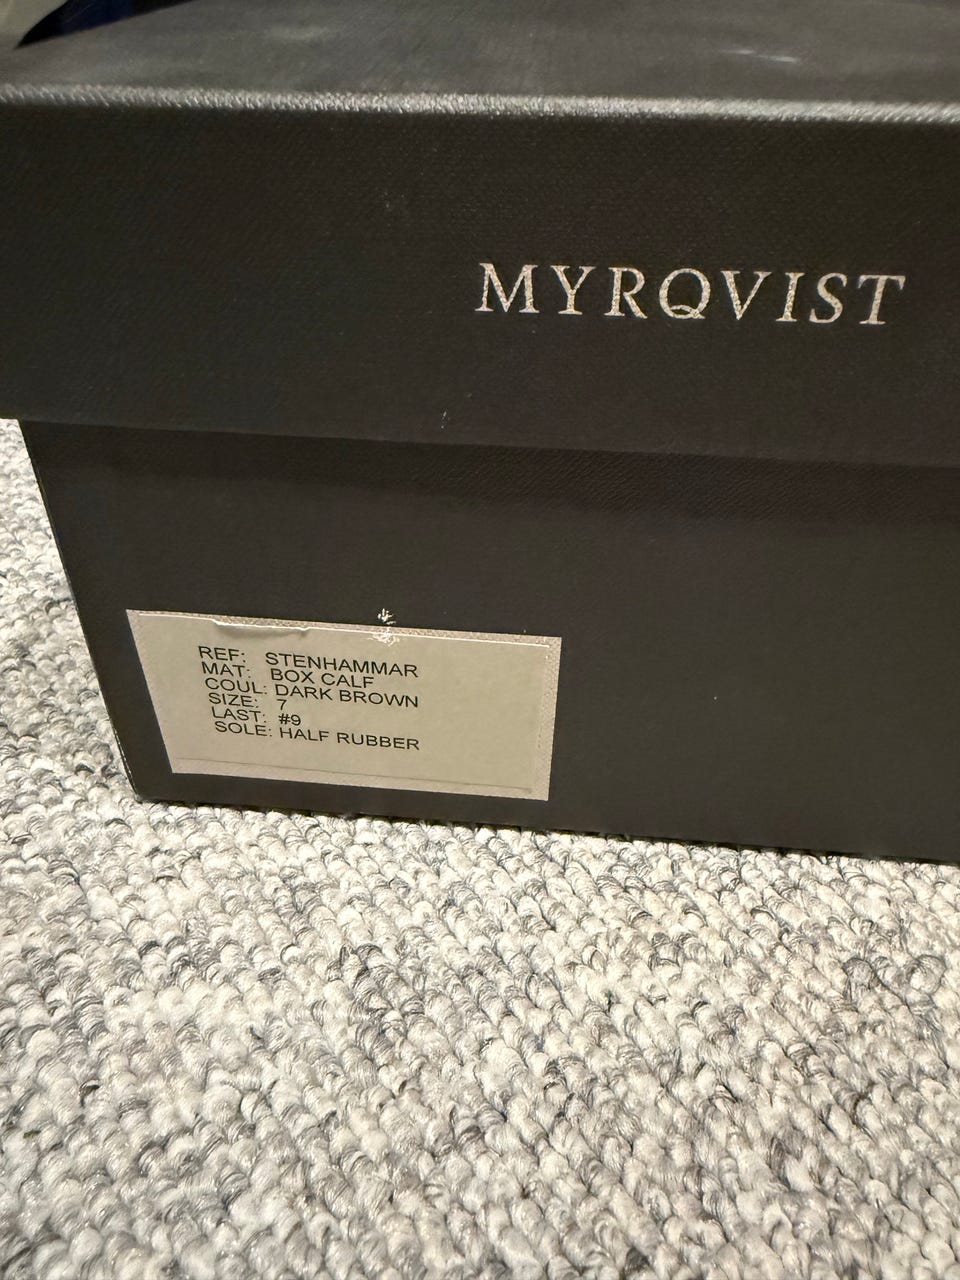 MYRQVIST
REF: STENHAMMAR
MAT: BOX CALF
COUL: DARK BROWN
SIZE: 7
LAST: #9
SOLE: HALF RUBBER